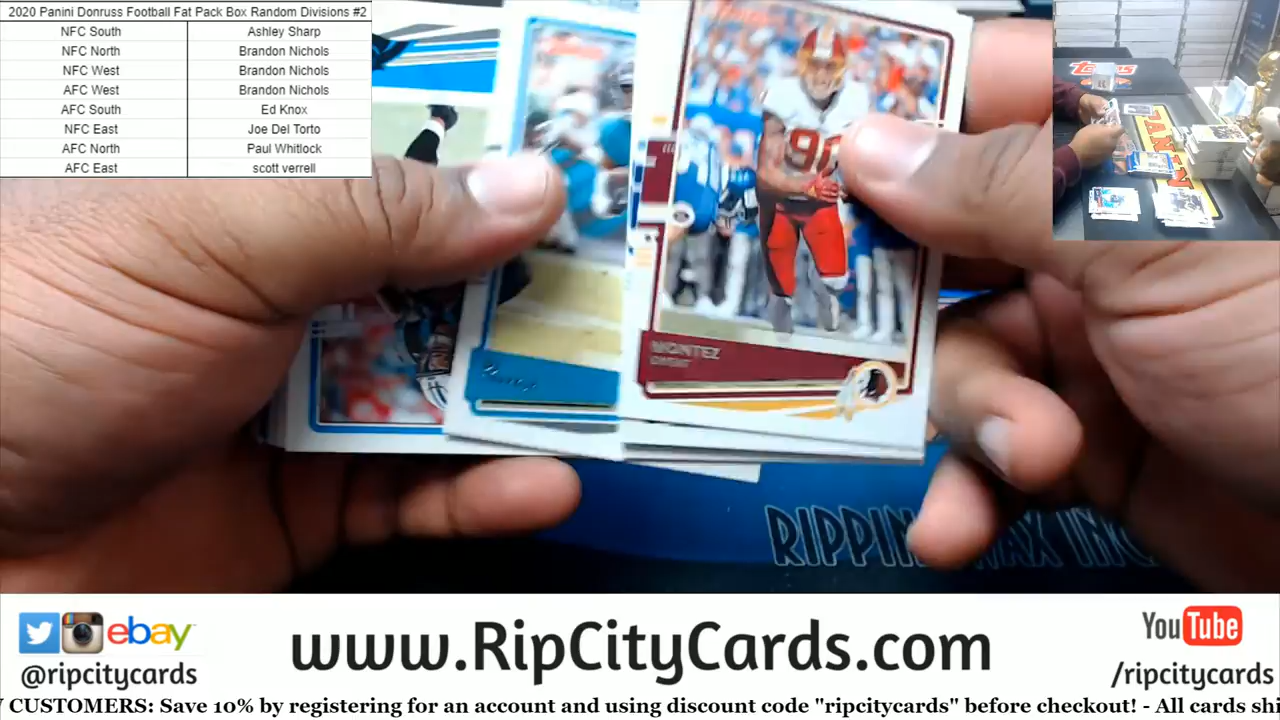 2020 Panini Donruss Football Fat Pack Box Random Divisions #2
NFC South Ashley Sharp
NFC North Brandon Nichols
NFC West Brandon Nichols
AFC West Brandon Nichols
AFC South Ed Knox
NFC East Joe Del Torto
AFC North Paul Whitlock
AFC East scott verrell
TOPPS
PANINI
MONTEZ
RIPPIN
ebay
@ripcitycards
www.RipCityCards.com
YouTube
/ripcitycards
CUSTOMERS: Save 10% by registering for an account and using discount code "ripcitycards" before checkout! - All cards